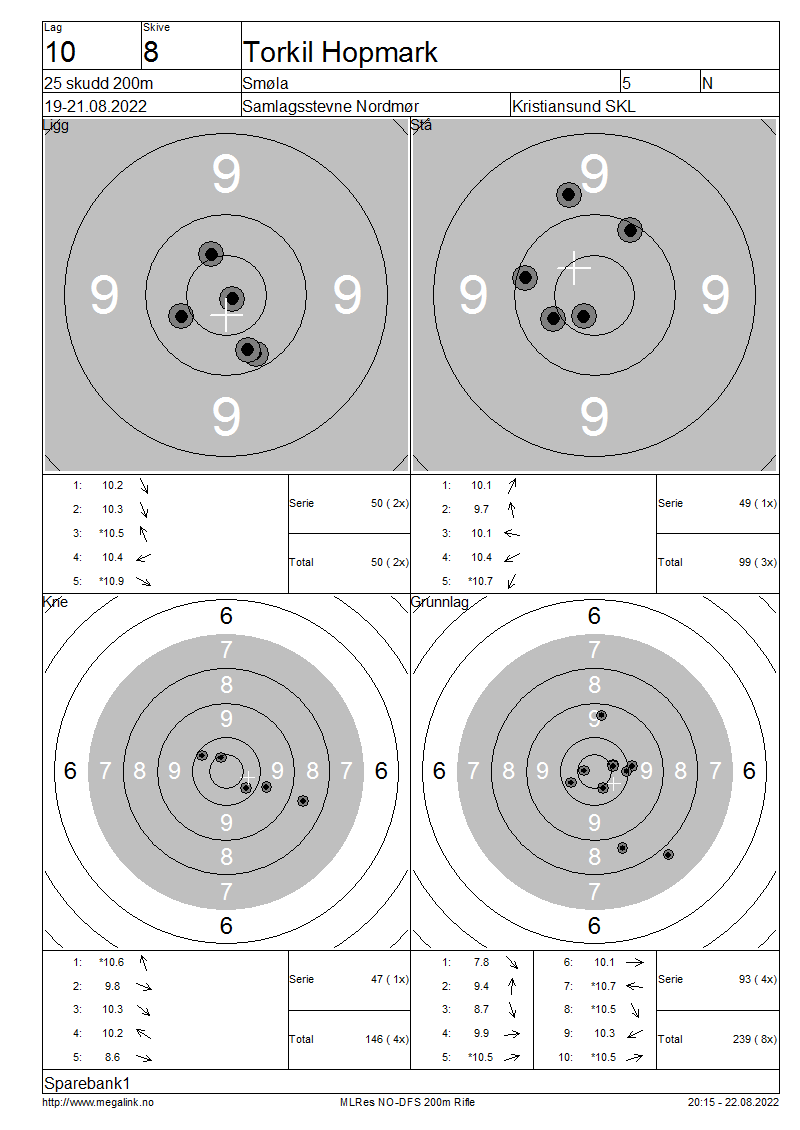 Lag Skive
10 8 Torkil Hopmark
25 skudd 200m Smøla 5 N
19-21.08.2022 Samlagsstevne Nordmør Kristiansund SKL
Ligg Stå
9 9
9 9 9 9
9 9
1: 10.2
2: 10.3
3: *10.5
4: 10.4
5: *10.9
Serie 50 ( 2x)
Total 50 ( 2x)
1: 10.1
2: 9.7
3: 10.1
4: 10.4
5: *10.7
Serie 49 ( 1x)
Total 99 ( 3x)
Kne Grunnlag
6 6
7 7
8 8
9 9
6 7 8 9 9 8 7 6 6 7 8 9 9 8 7 6
9 9
8 8
7 7
6 6
1: *10.6
2: 9.8
3: 10.3
4: 10.2
5: 8.6
Serie 47 ( 1x)
Total 146 ( 4x)
1: 7.8 6: 10.1
2: 9.4 7: *10.7
3: 8.7 8: *10.5
4: 9.9 9: 10.3
5: *10.5 10: *10.5
Serie 93 ( 4x)
Total 239 ( 8x)
Sparebank1
http://www.megalink.no MLRes NO-DFS 200m Rifle 20:15 - 22.08.2022